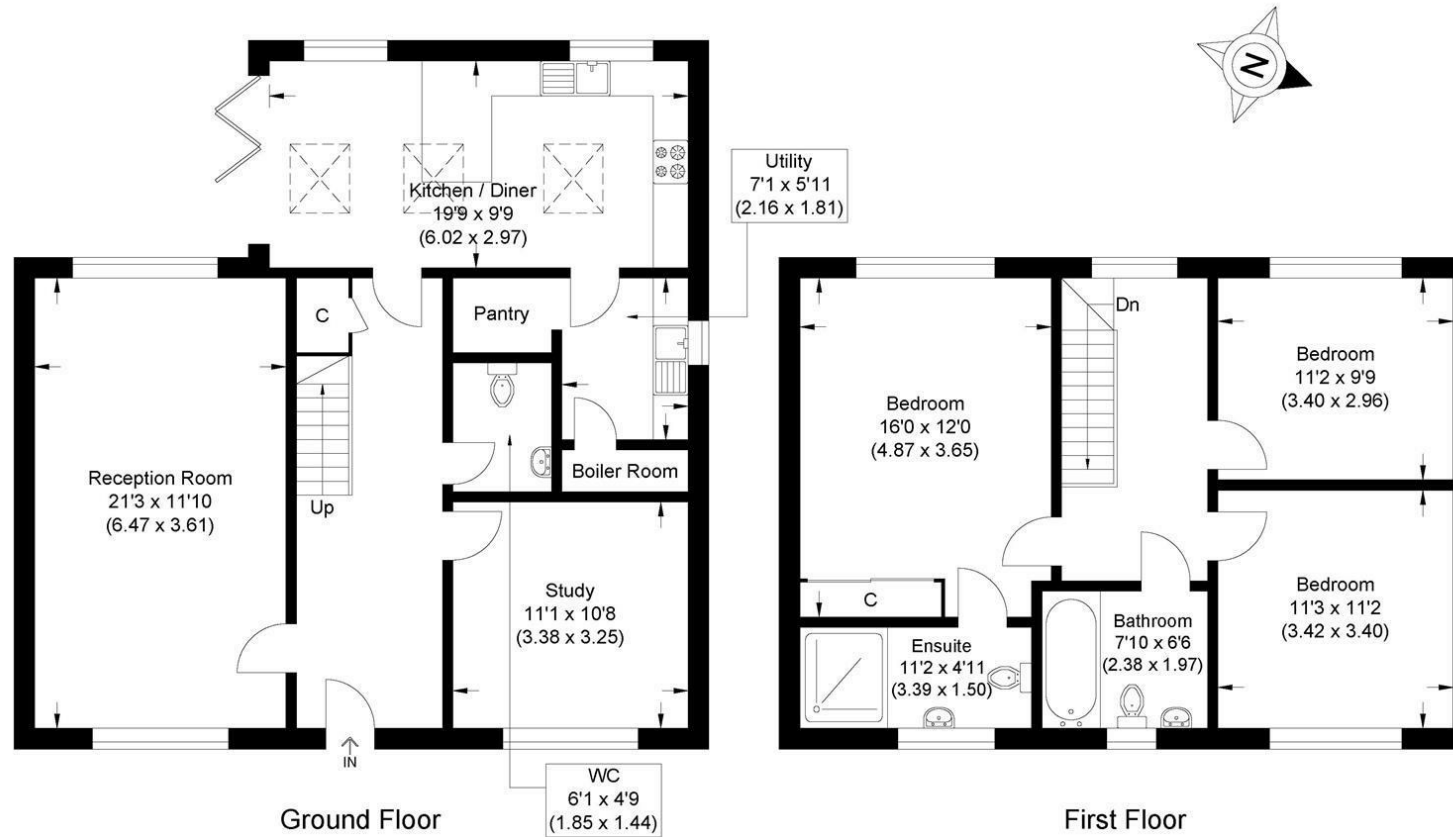 N
Utility
7'1 x 5'11
(2.16 x 1.81)
Kitchen / Diner
19'9 x 9'9
(6.02 x 2.97)
C
Pantry
Reception Room
21'3 x 11'10
(6.47 x 3.61)
Up
Boiler Room
Study
11'1 x 10'8
(3.38 x 3.25)
IN
WC
6'1 x 4'9
(1.85 x 1.44)
Ground Floor
Dn
Bedroom
16'0 x 12'0
(4.87 x 3.65)
Bedroom
11'2 x 9'9
(3.40 x 2.96)
C
Bedroom
11'3 x 11'2
(3.42 x 3.40)
Ensuite
11'2 x 4'11
(3.39 x 1.50)
Bathroom
7'10 x 6'6
(2.38 x 1.97)
First Floor